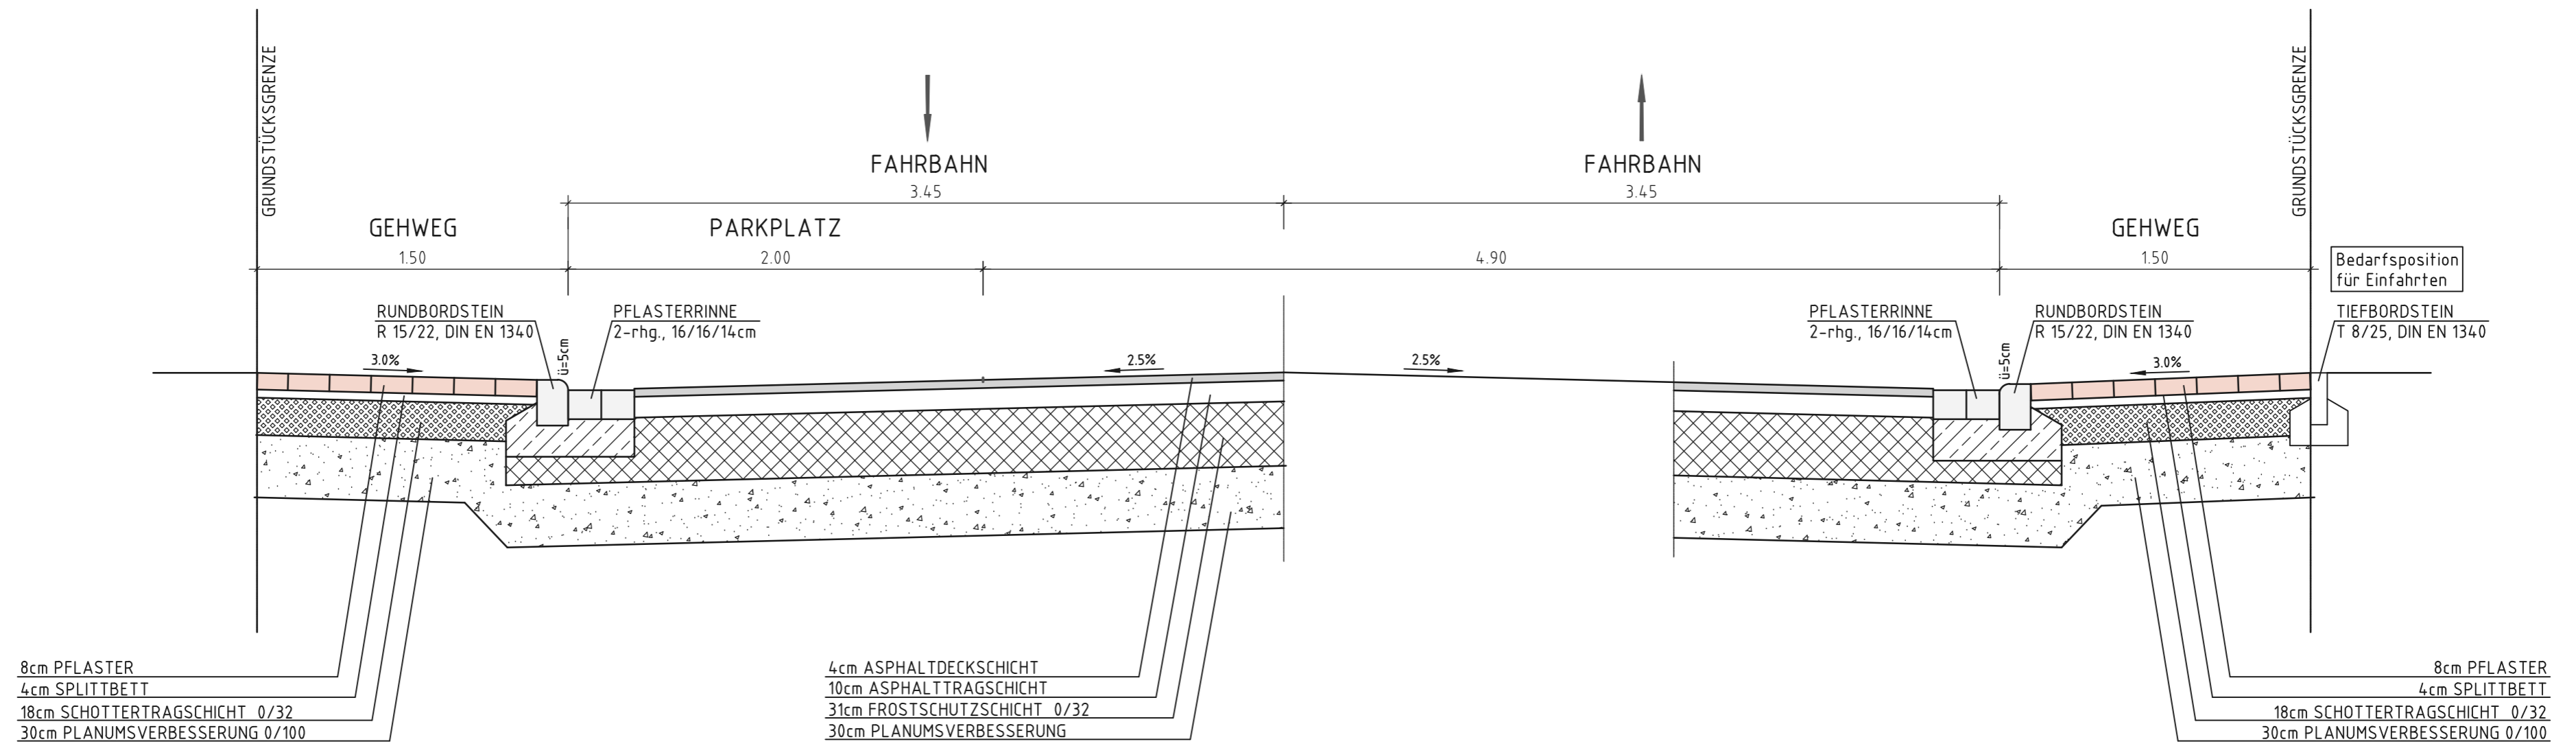 GRUNDSTÜCKSGRENZE
GRUNDSTÜCKSGRENZE
FAHRBAHN
3.45
FAHRBAHN
3.45
GEHWEG
1.50
PARKPLATZ
2.00
4.90
GEHWEG
1.50
Bedarfsposition
für Einfahrten
RUNDBORDSTEIN
R 15/22, DIN EN 1340
ü=5cm
PFLASTERRINNE
2-rhg., 16/16/14cm
PFLASTERRINNE
2-rhg., 16/16/14cm
ü=5cm
RUNDBORDSTEIN
R 15/22, DIN EN 1340
TIEFBORDSTEIN
T 8/25, DIN EN 1340
3.0%
2.5%
2.5%
3.0%
8cm PFLASTER
4cm SPLITTBETT
18cm SCHOTTERTRAGSCHICHT 0/32
30cm PLANUMSVERBESSERUNG 0/100
4cm ASPHALTDECKSCHICHT
10cm ASPHALTTRAGSCHICHT
31cm FROSTSCHUTZSCHICHT 0/32
30cm PLANUMSVERBESSERUNG
8cm PFLASTER
4cm SPLITTBETT
18cm SCHOTTERTRAGSCHICHT 0/32
30cm PLANUMSVERBESSERUNG 0/100